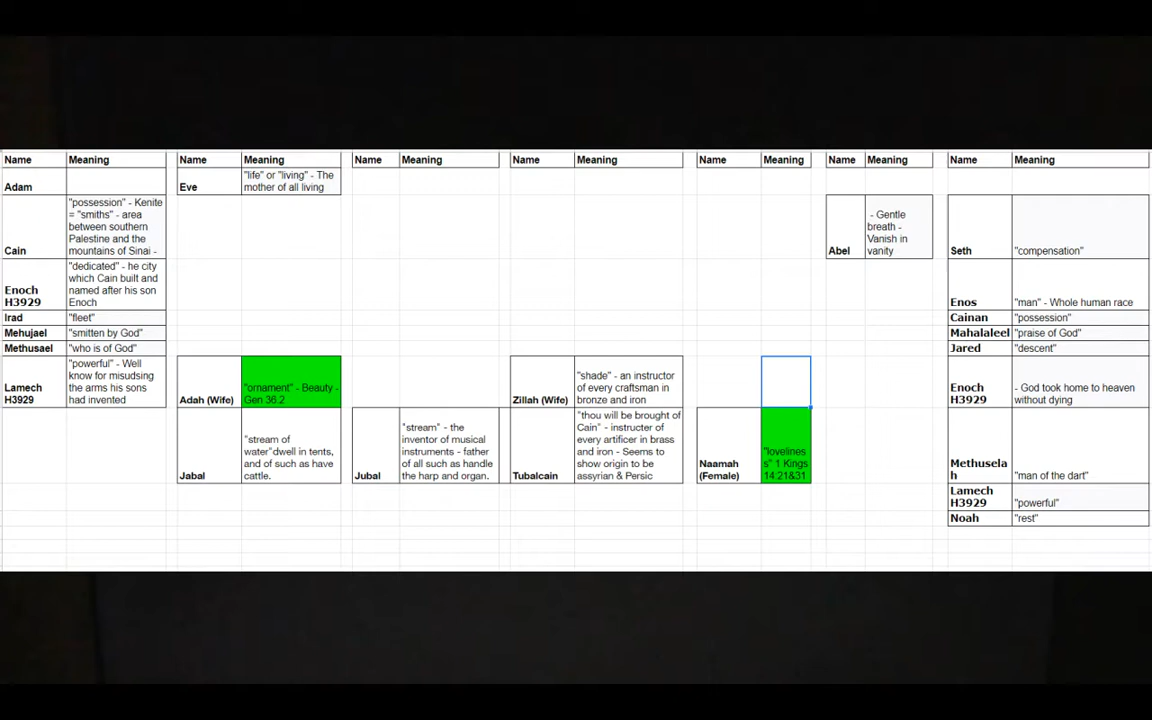 Name Meaning Name Meaning Name Meaning Name Meaning Name Meaning Name Meaning Name Meaning
Adam
Eve
"life" or "living" - The
mother of all living
Cain
"possession" - Kenite
= "smiths" - area
between southern
Palestine and the
mountains of Sinai -
Abel
- Gentle
breath -
Vanish in
vanity
Seth
"compensation"
Enoch
H3929
"dedicated" - he city
which Cain built and
named after his son
Enoch
Enos
"man" - Whole human race
Irad
"fleet"
Cainan
"possession"
Mehujael
"smitten by God"
Mahalaleel
"praise of God"
Methusael
"who is of God"
Jared
"descent"
Lamech
H3929
"powerful" - Well
know for misudsing
the arms his sons
had invented
Adah (Wife)
"ornament" - Beauty -
Gen 36.2
Zillah (Wife)
"shade" - an instructor
of every craftsman in
bronze and iron
Enoch
H3929
- God took home to heaven
without dying
Jabal
"stream of
water"dwell in tents,
and of such as have
cattle.
Jubal
"stream" - the
inventor of musical
instruments - father
of all such as handle
the harp and organ.
Tubalcain
"thou will be brought of
Cain" - instructer of
every artificer in brass
and iron - Seems to
show origin to be
assyrian & Persic
Naamah
(Female)
"lovelines
s" 1 Kings
14:21&31
Methusela
h
"man of the dart"
Lamech
H3929
"powerful"
Noah
"rest"